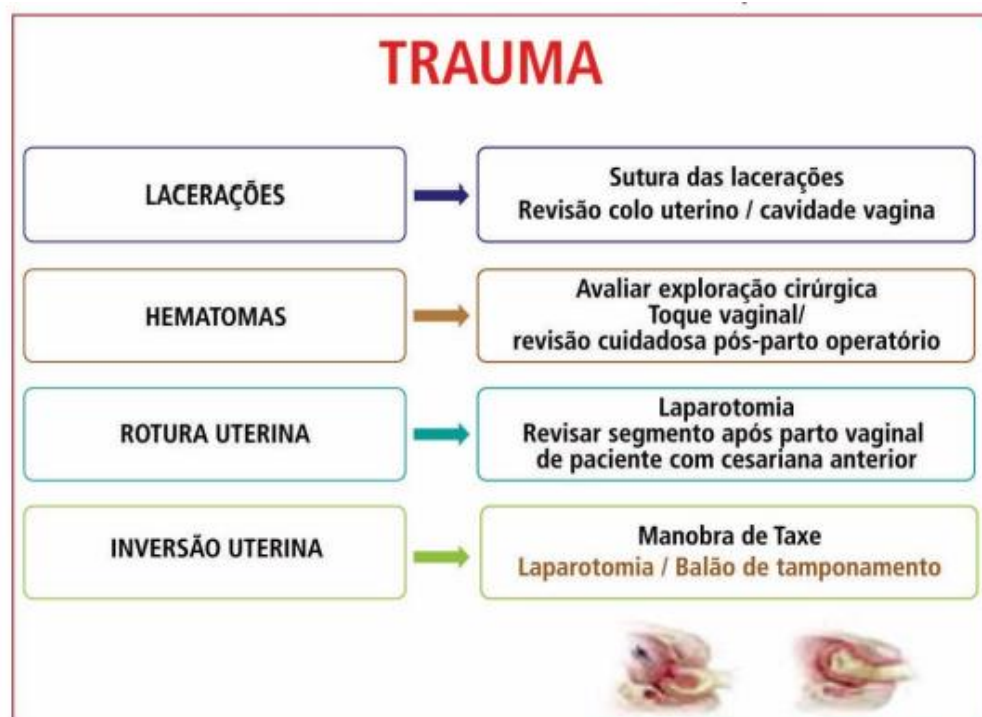 TRAUMA
LACERAÇÕES
Sutura das lacerações
Revisão colo uterino / cavidade vagina
HEMATOMAS
Avaliar exploração cirúrgica
Toque vaginal/
revisão cuidadosa pós-parto operatório
ROTURA UTERINA
Laparotomia
Revisar segmento após parto vaginal
de paciente com cesariana anterior
INVERSÃO UTERINA
Manobra de Taxe
Laparotomia / Balão de tamponamento